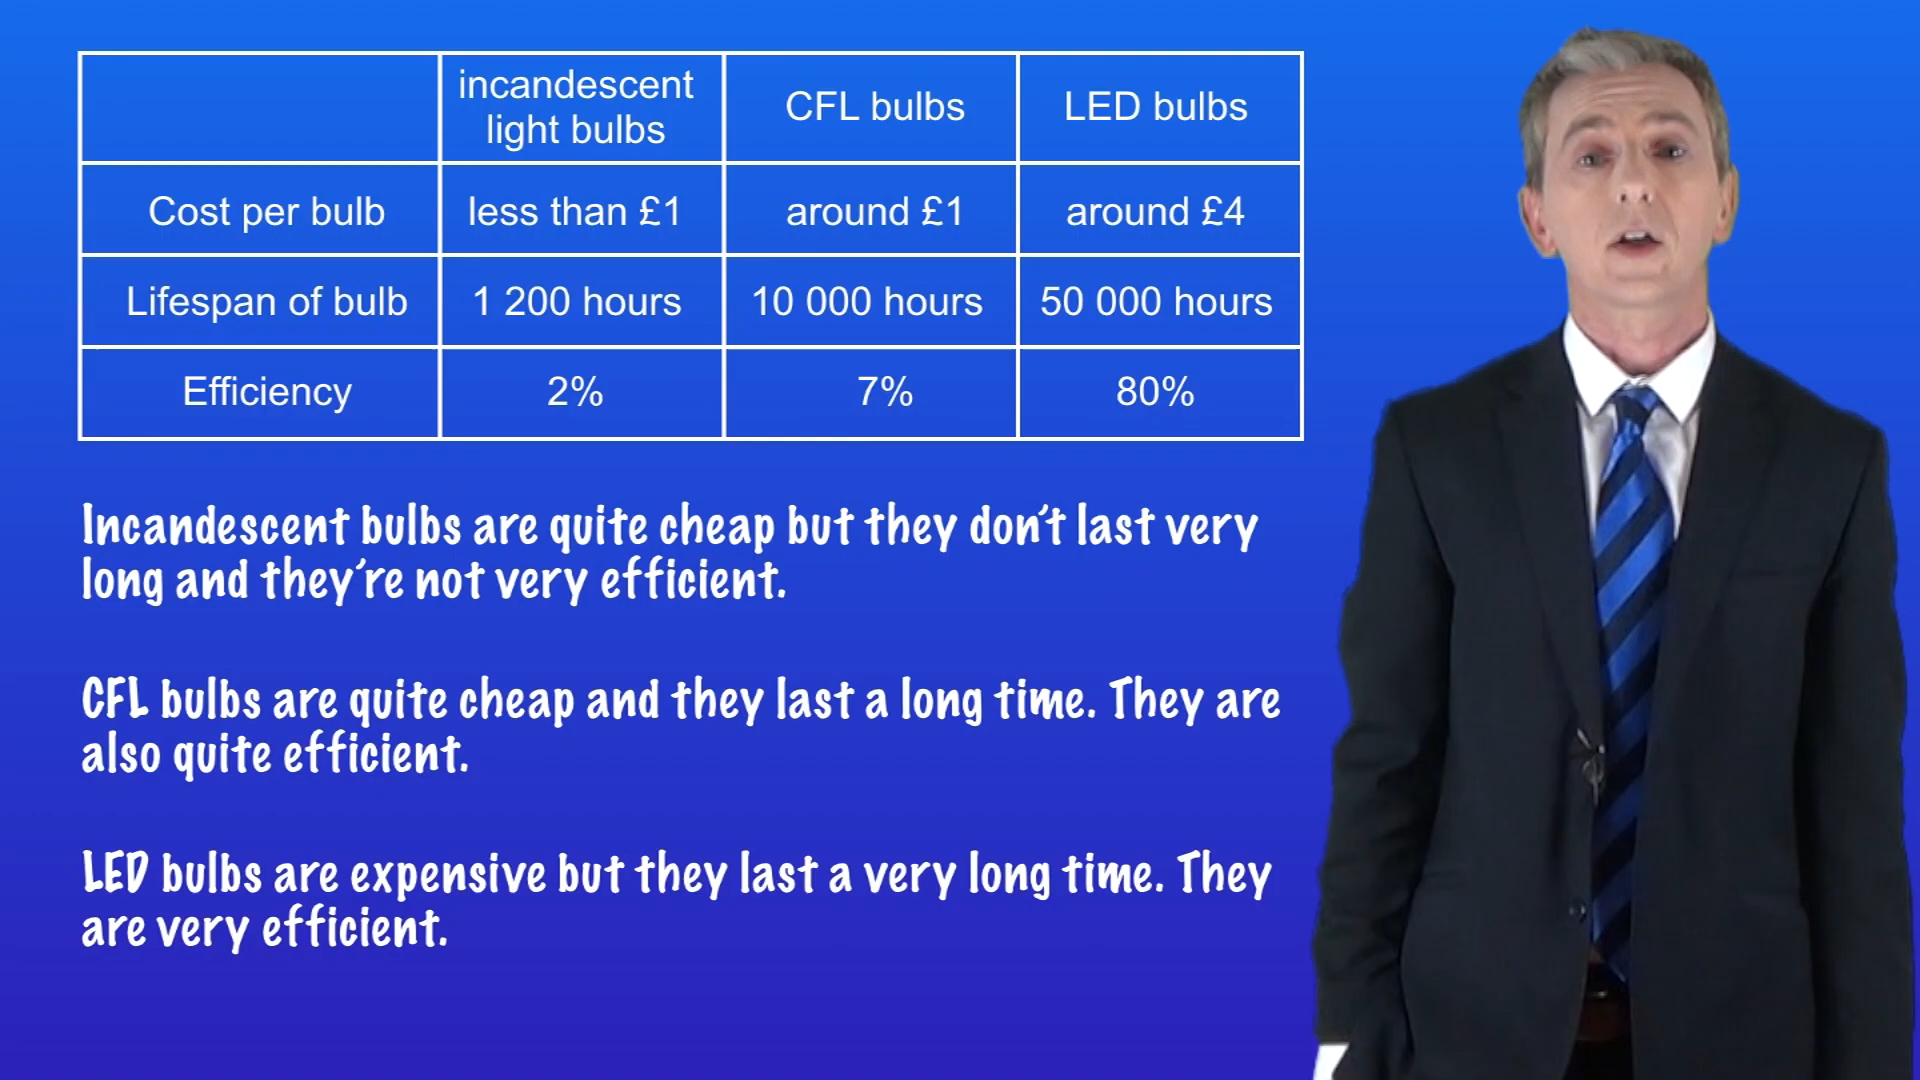 incandescent
light bulbs
CFL bulbs
LED bulbs
Cost per bulb
less than £1
around £1
around £4
Lifespan of bulb
1 200 hours
10 000 hours
50 000 hours
Efficiency
2%
7%
80%
Incandescent bulbs are quite cheap but they don't last very
long and they're not very efficient.
CFL bulbs are quite cheap and they last a long time. They are
also quite efficient.
LED bulbs are expensive but they last a very long time. They
are very efficient.